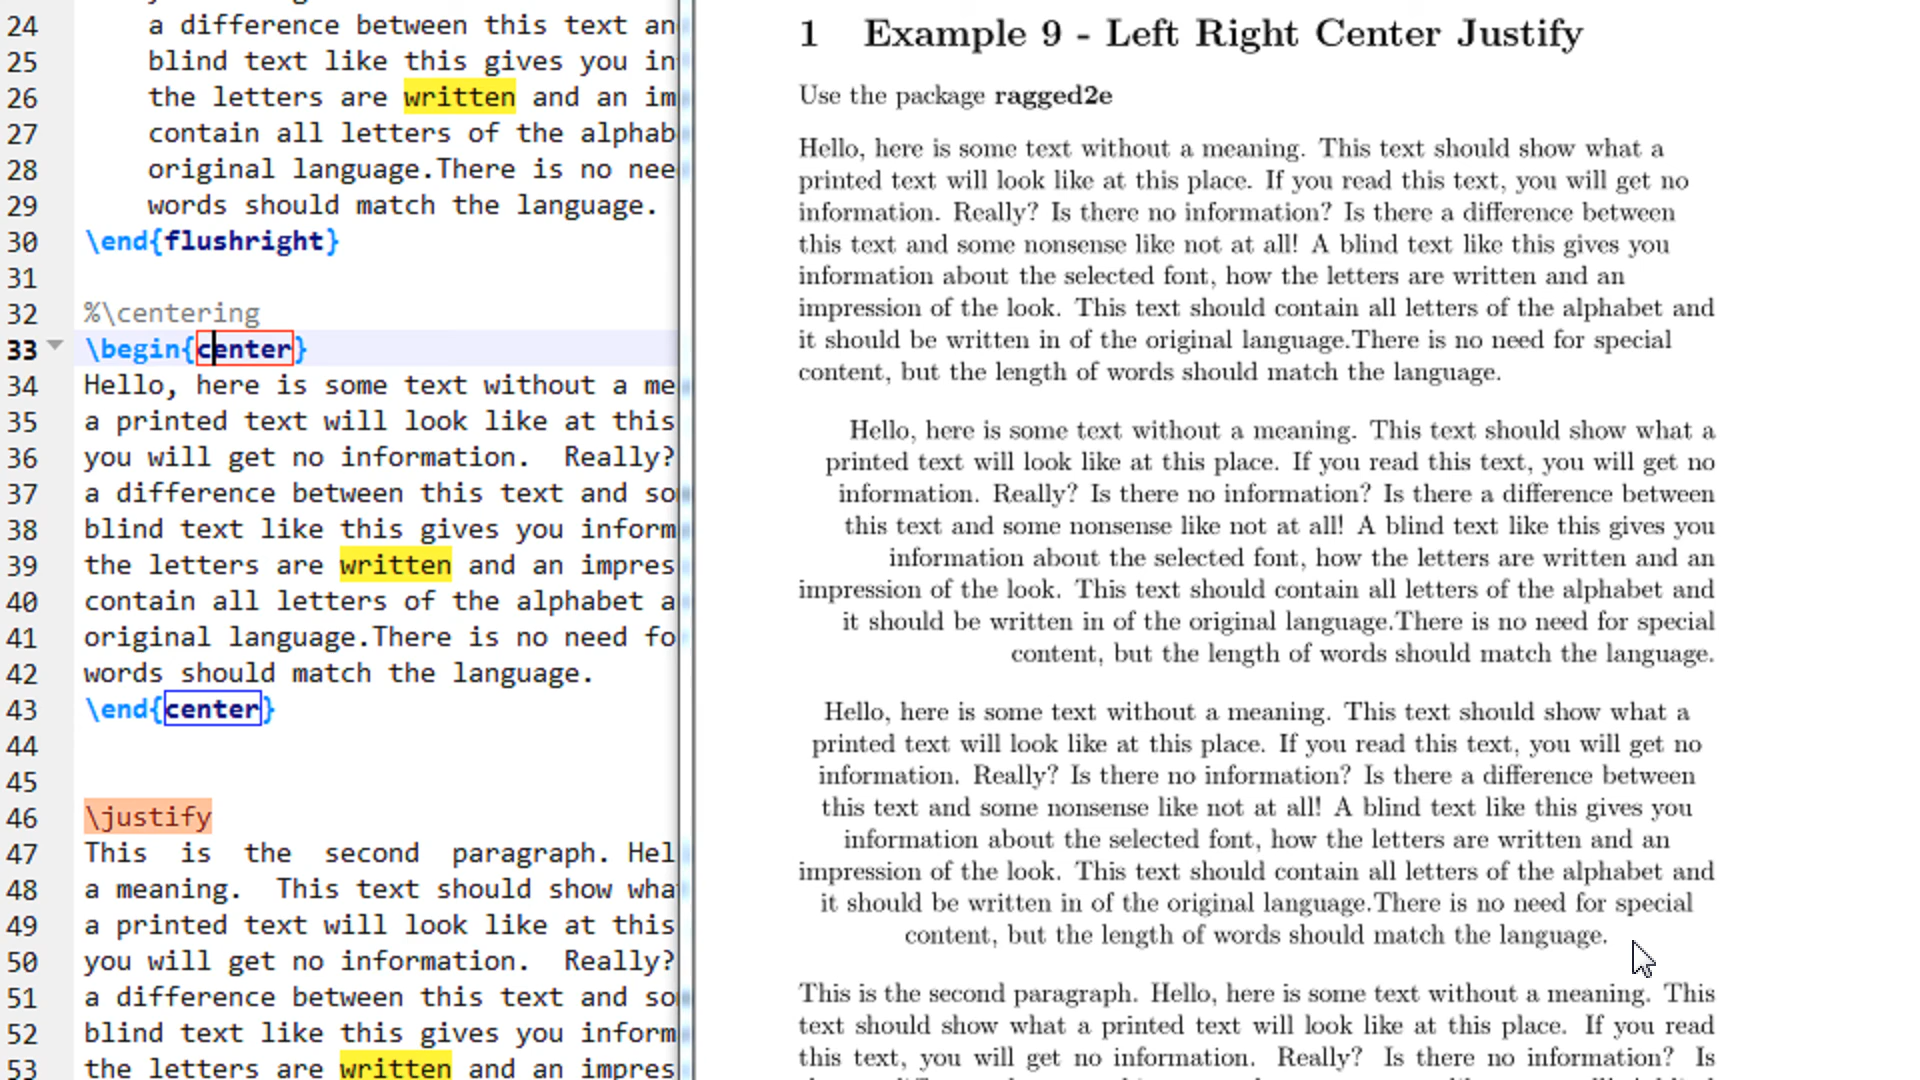 24 a difference between this text an
25 blind text like this gives you in
26 the letters are written and an im
27 contain all letters of the alphab
28 original language.There is no nee
29 words should match the language.
30 \end{flushright}
31
32 %\centering
33 \begin{center}
34 Hello, here is some text without a me
35 a printed text will look like at this
36 you will get no information.  Really?
37 a difference between this text and so
38 blind text like this gives you inform
39 the letters are written and an impres
40 contain all letters of the alphabet a
41 original language.There is no need fo
42 words should match the language.
43 \end{center}
44
45
46 \justify
47 This  is  the  second  paragraph. Hel
48 a meaning.  This text should show wha
49 a printed text will look like at this
50 you will get no information.  Really?
51 a difference between this text and so
52 blind text like this gives you inform
53 the letters are written and an impres
1 Example 9 - Left Right Center Justify
Use the package ragged2e
Hello, here is some text without a meaning. This text should show what a
printed text will look like at this place. If you read this text, you will get no
information. Really? Is there no information? Is there a difference between
this text and some nonsense like not at all! A blind text like this gives you
information about the selected font, how the letters are written and an
impression of the look. This text should contain all letters of the alphabet and
it should be written in of the original language.There is no need for special
content, but the length of words should match the language.
Hello, here is some text without a meaning. This text should show what a
printed text will look like at this place. If you read this text, you will get no
information. Really? Is there no information? Is there a difference between
this text and some nonsense like not at all! A blind text like this gives you
information about the selected font, how the letters are written and an
impression of the look. This text should contain all letters of the alphabet and
it should be written in of the original language.There is no need for special
content, but the length of words should match the language.
Hello, here is some text without a meaning. This text should show what a
printed text will look like at this place. If you read this text, you will get no
information. Really? Is there no information? Is there a difference between
this text and some nonsense like not at all! A blind text like this gives you
information about the selected font, how the letters are written and an
impression of the look. This text should contain all letters of the alphabet and
it should be written in of the original language.There is no need for special
content, but the length of words should match the language.
This is the second paragraph. Hello, here is some text without a meaning. This
text should show what a printed text will look like at this place. If you read
this text, you will get no information. Really? Is there no information? Is